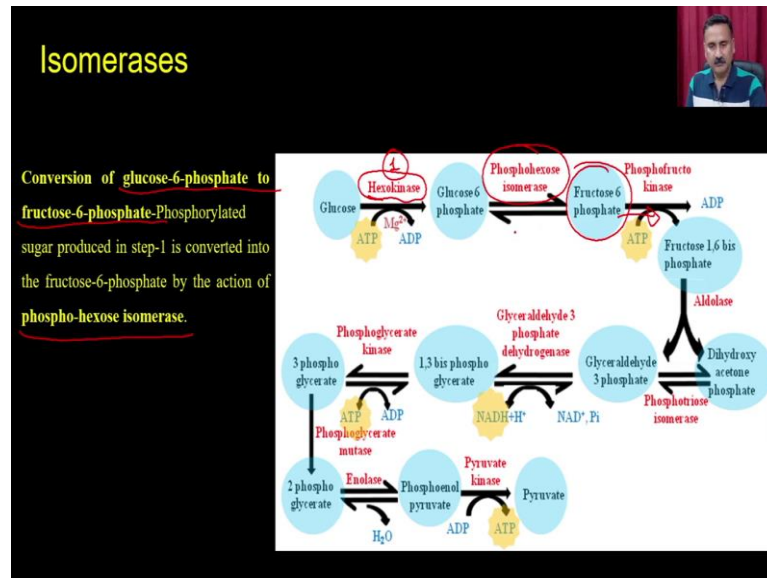 Isomerases
Conversion of glucose-6-phosphate to
fructose-6-phosphate-Phosphorylated
sugar produced in step-1 is converted into
the fructose-6-phosphate by the action of
phospho-hexose isomerase.
1
Glucose
Hexokinase
Mg2+
ATP
ADP
Glucose 6
phosphate
Phosphohexose
isomerase
Fructose 6
phosphate
Phosphofructo
kinase
ATP
ADP
Fructose 1,6 bis
phosphate
Aldolase
Dihydroxy
acetone
phosphate
Phosphotriose
isomerase
Glyceraldehyde
3 phosphate
Glyceraldehyde 3
phosphate
dehydrogenase
NAD+, Pi
NADH+H+
1,3 bis phospho
glycerate
Phosphoglycerate
kinase
ADP
ATP
3 phospho
glycerate
Phosphoglycerate
mutase
2 phospho
glycerate
Enolase
H2O
Phosphoenol
pyruvate
Pyruvate
kinase
ADP
ATP
Pyruvate